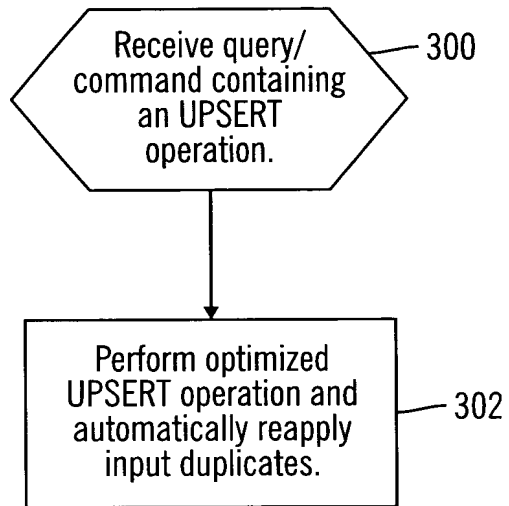 Receive query/
command containing
an UPSERT
operation.
300
Perform optimized
UPSERT operation and
automatically reapply
input duplicates.
302